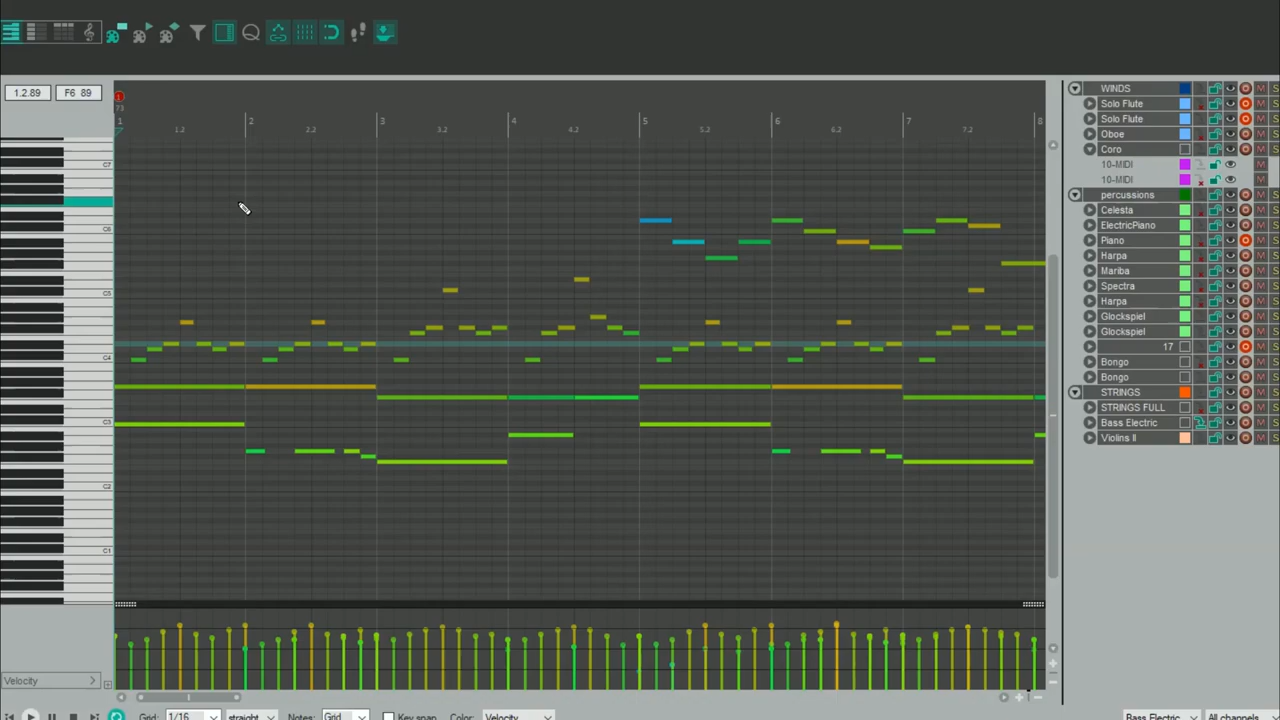 1.2.89 F6 89
WINDS
1
Solo Flute
73
Solo Flute
1 1.2 2 2.2 3 3.2 4 4.2 5 5.2 6 6.2 7 7.2 8
Oboe
Coro
C7
10-MIDI
10-MIDI
percussions
Celesta
ElectricPiano
C6
Piano
Harpa
Mariba
Spectra
C5
Harpa
Glockspiel
Glockspiel
17
C4
Bongo
Bongo
STRINGS
STRINGS FULL
C3
Bass Electric
Violins II
C2
C1
Velocity
Grid: 1/16 straight Notes: Grid Key snap Color: Velocity Bass Electric All channels